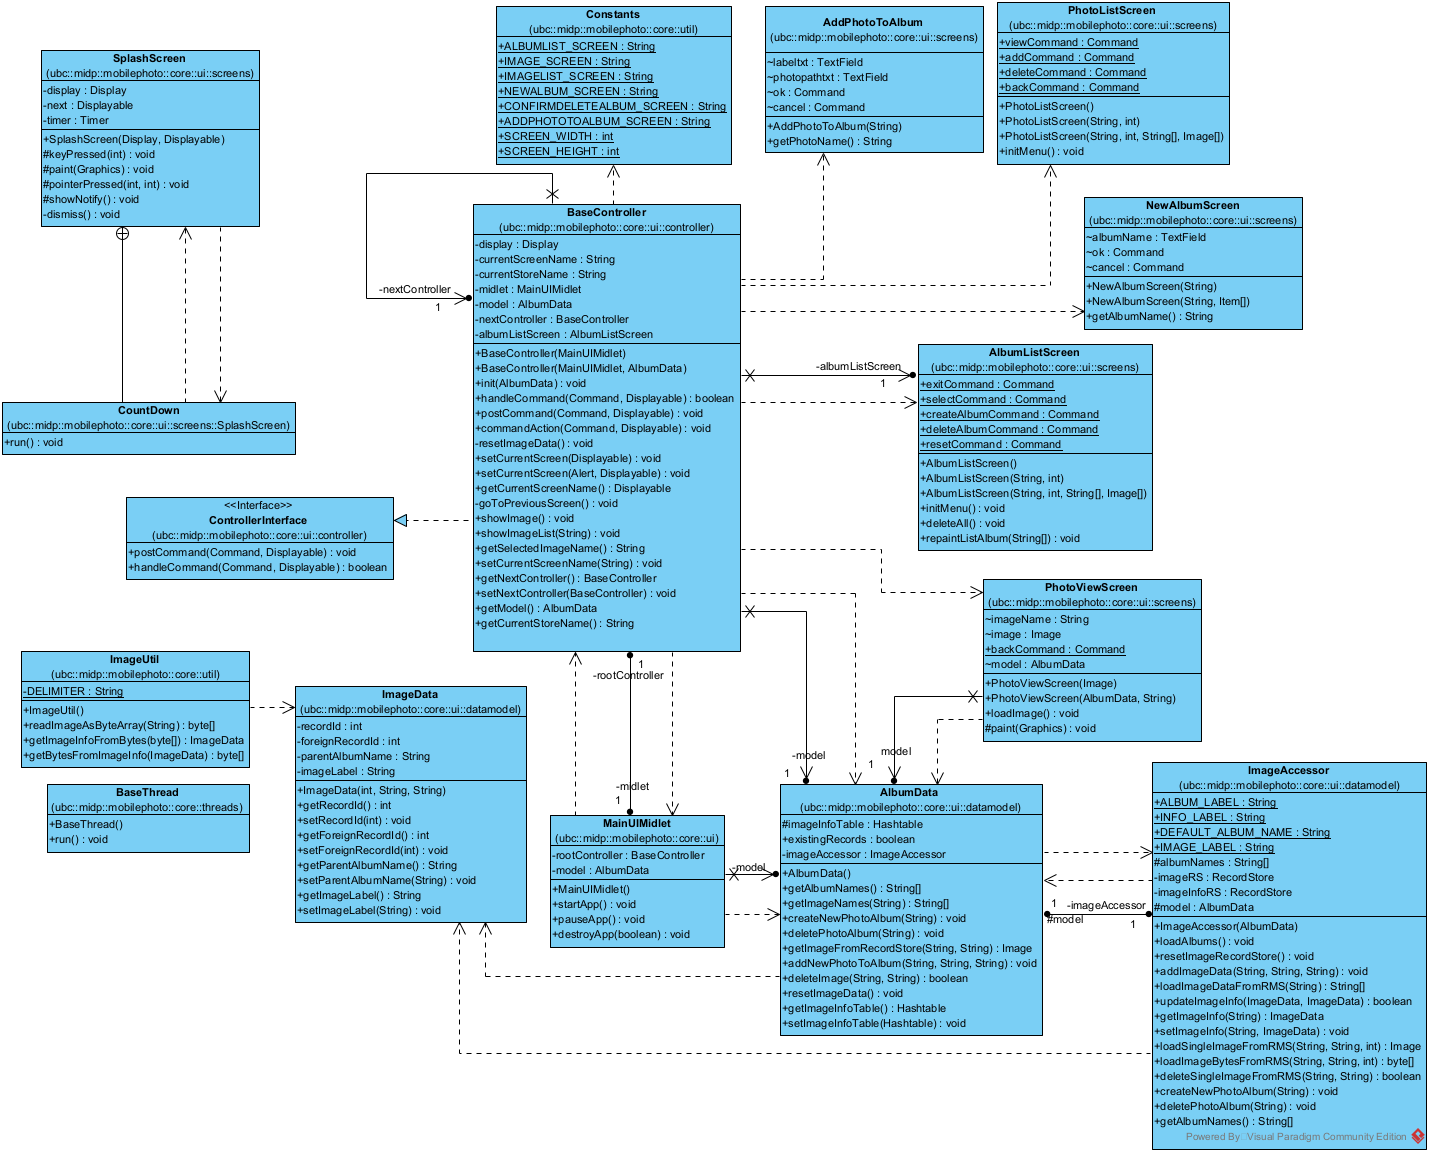 SplashScreen
(ubc::midp::mobilephoto::core::ui::screens)
-display : Display
-next : Displayable
-timer : Timer
+SplashScreen(Display, Displayable)
#keyPressed(int) : void
#paint(Graphics) : void
#pointerPressed(int, int) : void
#showNotify() : void
-dismiss() : void
Constants
(ubc::midp::mobilephoto::core::util)
+ALBUMLIST_SCREEN : String
+IMAGE_SCREEN : String
+IMAGELIST_SCREEN : String
+NEWALBUM_SCREEN : String
+CONFIRMDELETEALBUM_SCREEN : String
+ADDPHOTOTOALBUM_SCREEN : String
+SCREEN_WIDTH : int
+SCREEN_HEIGHT : int
AddPhotoToAlbum
(ubc::midp::mobilephoto::core::ui::screens)
~labeltxt : TextField
~photopathtxt : TextField
~ok : Command
~cancel : Command
+AddPhotoToAlbum(String)
+getPhotoName() : String
PhotoListScreen
(ubc::midp::mobilephoto::core::ui::screens)
+viewCommand : Command
+addCommand : Command
+deleteCommand : Command
+backCommand : Command
+PhotoListScreen()
+PhotoListScreen(String, int)
+PhotoListScreen(String, int, String[], Image[])
+initMenu() : void
NewAlbumScreen
(ubc::midp::mobilephoto::core::ui::screens)
~albumName : TextField
~ok : Command
~cancel : Command
+NewAlbumScreen(String)
+NewAlbumScreen(String, Item[])
+getAlbumName() : String
-nextController
1
BaseController
(ubc::midp::mobilephoto::core::ui::controller)
-display : Display
-currentScreenName : String
-currentStoreName : String
-midlet : MainUIMidlet
-model : AlbumData
-nextController : BaseController
-albumListScreen : AlbumListScreen
+BaseController(MainUIMidlet)
+BaseController(MainUIMidlet, AlbumData)
+init(AlbumData) : void
+handleCommand(Command, Displayable) : boolean
+postCommand(Command, Displayable) : void
+commandAction(Command, Displayable) : void
-resetImageData() : void
+setCurrentScreen(Displayable) : void
+setCurrentScreen(Alert, Displayable) : void
+getCurrentScreenName() : Displayable
-goToPreviousScreen() : void
+showImage() : void
+showImageList(String) : void
+getSelectedImageName() : String
+setCurrentScreenName(String) : void
+getNextController() : BaseController
+setNextController(BaseController) : void
+getModel() : AlbumData
+getCurrentStoreName() : String
-albumListScreen
1
AlbumListScreen
(ubc::midp::mobilephoto::core::ui::screens)
+exitCommand : Command
+selectCommand : Command
+createAlbumCommand : Command
+deleteAlbumCommand : Command
+resetCommand : Command
+AlbumListScreen()
+AlbumListScreen(String, int)
+AlbumListScreen(String, int, String[], Image[])
+initMenu() : void
+deleteAll() : void
+repaintListAlbum(String[]) : void
CountDown
(ubc::midp::mobilephoto::core::ui::screens::SplashScreen)
+run() : void
<<Interface>>
ControllerInterface
(ubc::midp::mobilephoto::core::ui::controller)
+postCommand(Command, Displayable) : void
+handleCommand(Command, Displayable) : boolean
PhotoViewScreen
(ubc::midp::mobilephoto::core::ui::screens)
~imageName : String
~image : Image
+backCommand : Command
~model : AlbumData
+PhotoViewScreen(Image)
+PhotoViewScreen(AlbumData, String)
+loadImage() : void
#paint(Graphics) : void
ImageUtil
(ubc::midp::mobilephoto::core::util)
-DELIMITER : String
+ImageUtil()
+readImageAsByteArray(String) : byte[]
+getImageInfoFromBytes(byte[]) : ImageData
+getBytesFromImageInfo(ImageData) : byte[]
BaseThread
(ubc::midp::mobilephoto::core::threads)
+BaseThread()
+run() : void
ImageData
(ubc::midp::mobilephoto::core::ui::datamodel)
-recordId : int
-foreignRecordId : int
-parentAlbumName : String
-imageLabel : String
+ImageData(int, String, String)
+getRecordId() : int
+setRecordId(int) : void
+getForeignRecordId() : int
+setForeignRecordId(int) : void
+getParentAlbumName() : String
+setParentAlbumName(String) : void
+getImageLabel() : String
+setImageLabel(String) : void
1
-rootController
-midlet
1
MainUIMidlet
(ubc::midp::mobilephoto::core::ui)
-rootController : BaseController
-model : AlbumData
+MainUIMidlet()
+startApp() : void
+pauseApp() : void
+destroyApp(boolean) : void
-model
-model
1
model
1
AlbumData
(ubc::midp::mobilephoto::core::ui::datamodel)
#imageInfoTable : Hashtable
+existingRecords : boolean
-imageAccessor : ImageAccessor
+AlbumData()
+getAlbumNames() : String[]
+getImageNames(String) : String[]
+createNewPhotoAlbum(String) : void
+deletePhotoAlbum(String) : void
+getImageFromRecordStore(String, String) : Image
+addNewPhotoToAlbum(String, String, String) : void
+deleteImage(String, String) : boolean
+resetImageData() : void
+getImageInfoTable() : Hashtable
+setImageInfoTable(Hashtable) : void
1
-imageAccessor
#model
1
ImageAccessor
(ubc::midp::mobilephoto::core::ui::datamodel)
+ALBUM_LABEL : String
+INFO_LABEL : String
+DEFAULT_ALBUM_NAME : String
+IMAGE_LABEL : String
#albumNames : String[]
-imageRS : RecordStore
-imageInfoRS : RecordStore
#model : AlbumData
+ImageAccessor(AlbumData)
+loadAlbums() : void
+resetImageRecordStore() : void
+addImageData(String, String, String) : void
+loadImageDataFromRMS(String) : String[]
+updateImageInfo(ImageData, ImageData) : boolean
+getImageInfo(String) : ImageData
+setImageInfo(String, ImageData) : void
+loadSingleImageFromRMS(String, String, int) : Image
+loadImageBytesFromRMS(String, String, int) : byte[]
+deleteSingleImageFromRMS(String, String) : boolean
+createNewPhotoAlbum(String) : void
+deletePhotoAlbum(String) : void
+getAlbumNames() : String[]
Powered By Visual Paradigm Community Edition